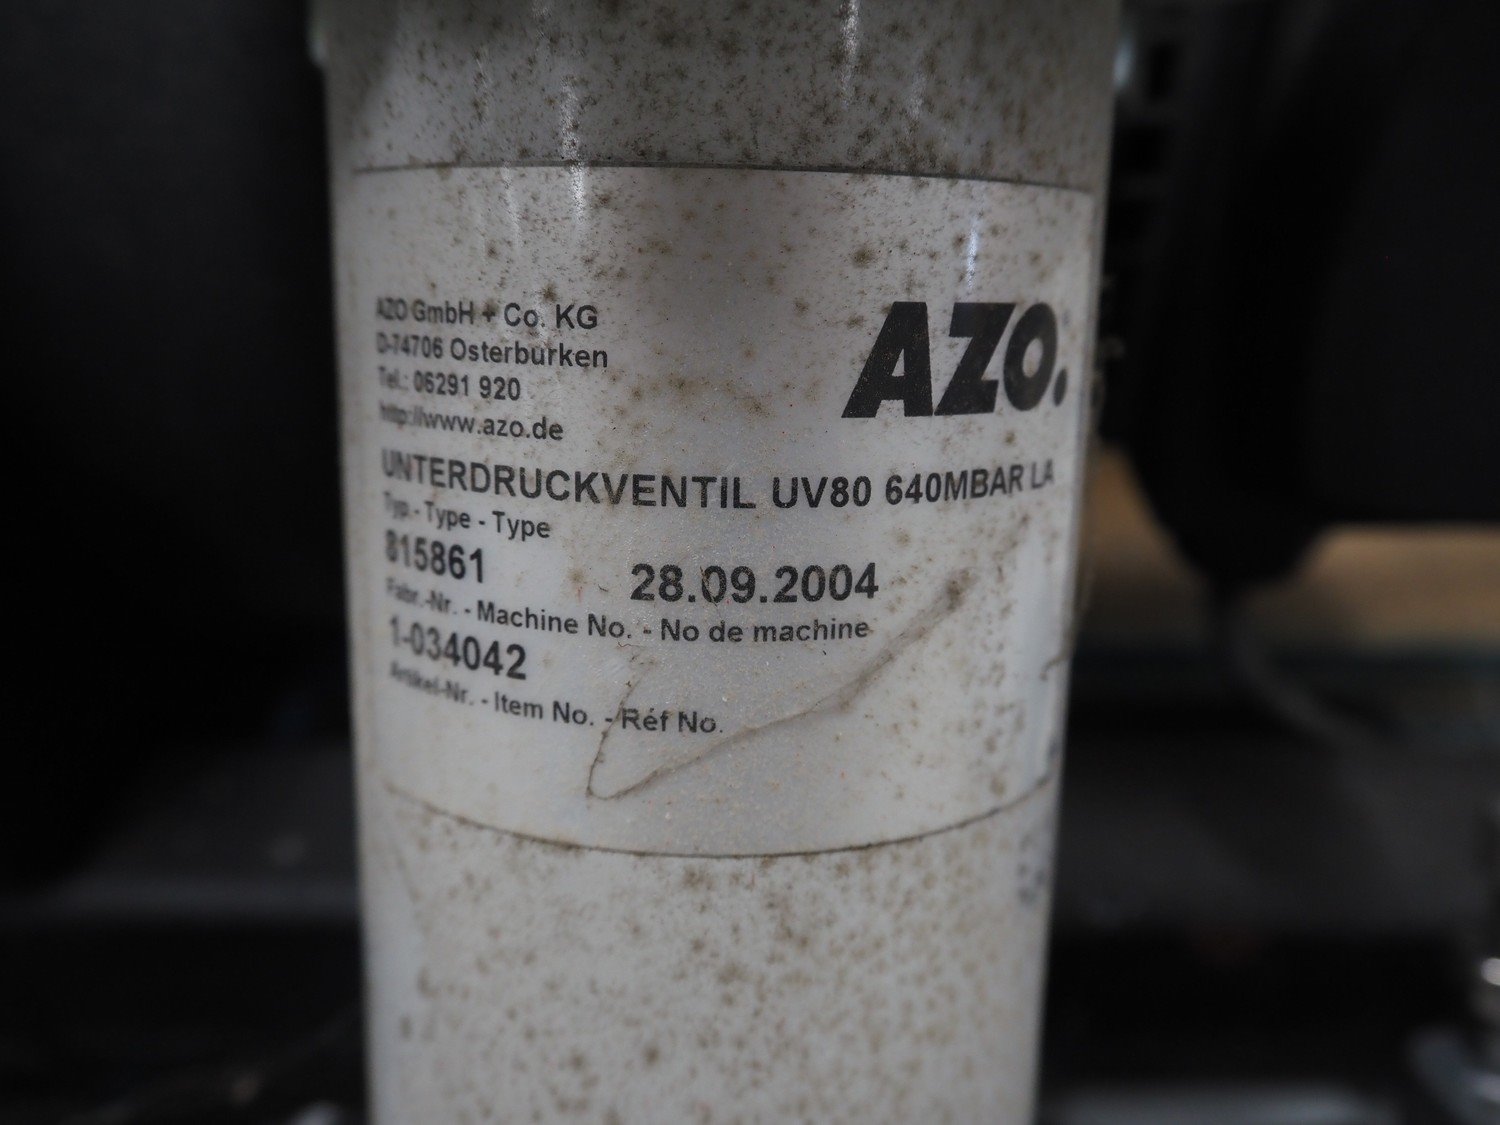 AZO GmbH + Co. KG
D-74706 Osterburken
Tel.: 06291 920
http://www.azo.de
AZO.
UNTERDRUCKVENTIL UV80 640MBAR LA
Typ.- Type - Type
815861 28.09.2004
Fabr.-Nr. - Machine No. - No de machine
1-034042
Artikel-Nr. - Item No. - Réf No.